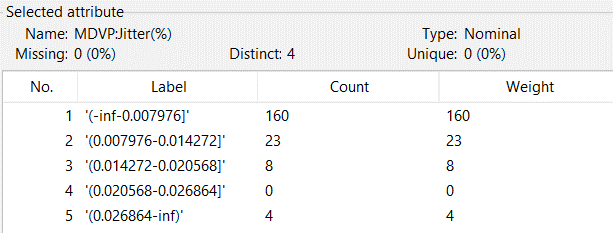 Selected attribute
Name: MDVP:Jitter(%) Type: Nominal
Missing: 0 (0%) Distinct: 4 Unique: 0 (0%)
No. Label Count Weight
1 '(-inf-0.007976]' 160 160
2 '(0.007976-0.014272]' 23 23
3 '(0.014272-0.020568]' 8 8
4 '(0.020568-0.026864]' 0 0
5 '(0.026864-inf)' 4 4